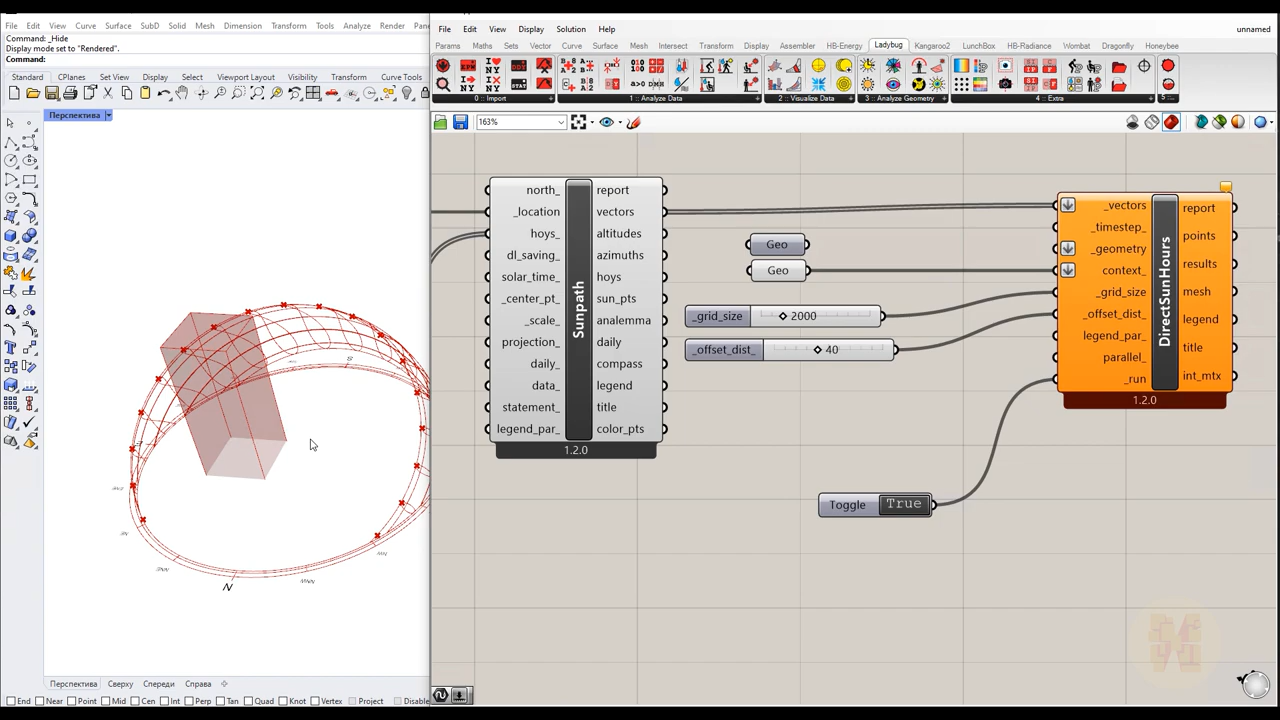 File Edit View Curve Surface SubD Solid Mesh Dimension Transform Tools Analyze Render Pane
Command: _Hide
Display mode set to "Rendered".
Command:
Standard CPlanes Set View Display Select Viewport Layout Visibility Transform Curve Tools
Перспектива
Перспектива Сверху Спереди Справа
End Near Point Mid Cen Int Perp Tan Quad Knot Vertex Project Disable
N
S
File Edit View Display Solution Help
unnamed
Params Maths Sets Vector Curve Surface Mesh Intersect Transform Display Assembler HB-Energy Ladybug Kangaroo2 LunchBox HB-Radiance Wombat Dragonfly Honeybee
0 :: Import
1 :: Analyze Data
2 :: Visualize Data
3 :: Analyze Geometry
4 :: Extra
163%
Sunpath
north_
_location
hoys_
dl_saving_
solar_time_
_center_pt_
_scale_
projection_
daily_
data_
statement_
legend_par_
report
vectors
altitudes
azimuths
hoys
sun_pts
analemma
daily
compass
legend
title
color_pts
1.2.0
Geo
Geo
_grid_size 2000
_offset_dist_ 40
Toggle True
DirectSunHours
_vectors
_timestep_
_geometry
context_
_grid_size
_offset_dist_
legend_par_
parallel_
_run
report
points
results
mesh
legend
title
int_mtx
1.2.0